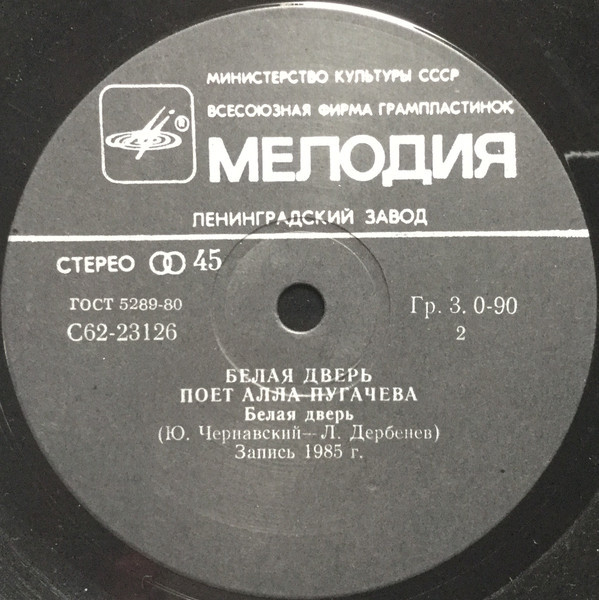 МИНИСТЕРСТВО КУЛЬТУРЫ СССР
ВСЕСОЮЗНАЯ ФИРМА ГРАМПЛАСТИНОК
®
МЕЛОДИЯ
ЛЕНИНГРАДСКИЙ ЗАВОД
СТЕРЕО 45
ГОСТ 5289-80
Гр. 3. 0-90
С62-23126
2
БЕЛАЯ ДВЕРЬ
ПОЕТ АЛЛА ПУГАЧЕВА
Белая дверь
(Ю. Чернавский—Л. Дербенев)
Запись 1985 г.